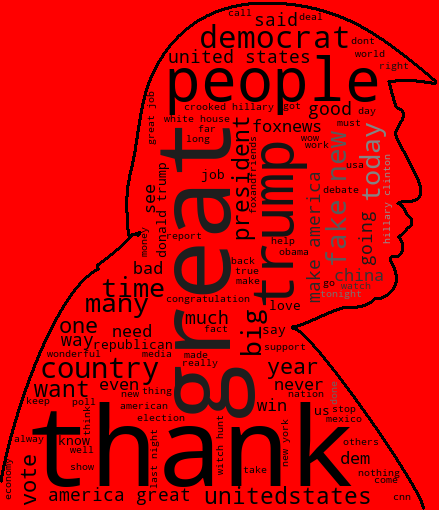 call
deal
said
democrat
dont
world
united states
right
people
great job
crooked hillary
got
good
day
white house
far
foxnews
must
long
president
wow
work
fake new
today
great
trump
foxandfriends
usa
job
donald trump
see
debate
hillary clinton
make america
going
money
report
help
obama
back
true
make
bad
china
go
watch
time
tonight
many
congratulation
love
much
big
one
need
fact
say
way
republican
support
wonderful
media
made
really
country
year
want
even
new
thing
never
nation
done
keep
poll
american
win
us
stop
thank
think
election
mexico
alway
know
last night
witch hunt
new york
others
well
dem
vote
economy
show
take
nothing
come
america great
unitedstates
cnn